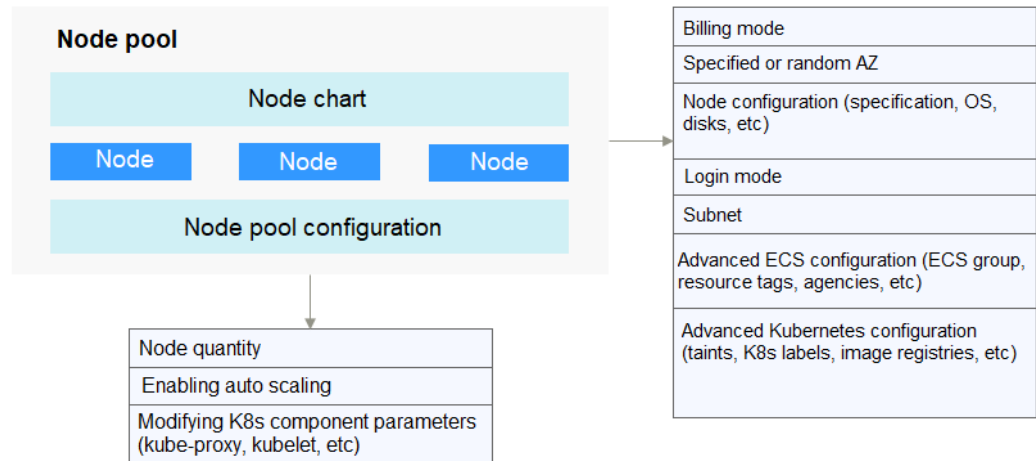 Node pool
Node chart
Node
Node
Node
Node pool configuration
Billing mode
Specified or random AZ
Node configuration (specification, OS,
disks, etc)
Login mode
Subnet
Advanced ECS configuration (ECS group,
resource tags, agencies, etc)
Advanced Kubernetes configuration
(taints, K8s labels, image registries, etc)
Node quantity
Enabling auto scaling
Modifying K8s component parameters
(kube-proxy, kubelet, etc)